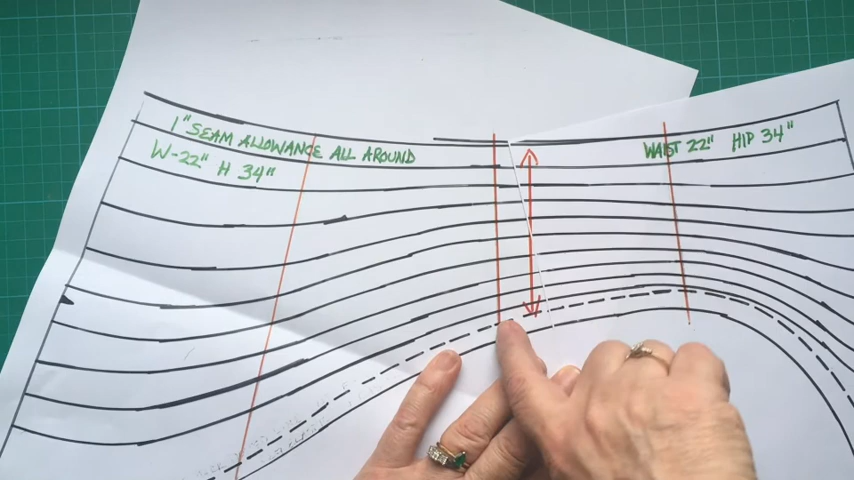 1" SEAM ALLOWANCE ALL AROUND
W-22" H 34"
WAIST 22" HIP 34"